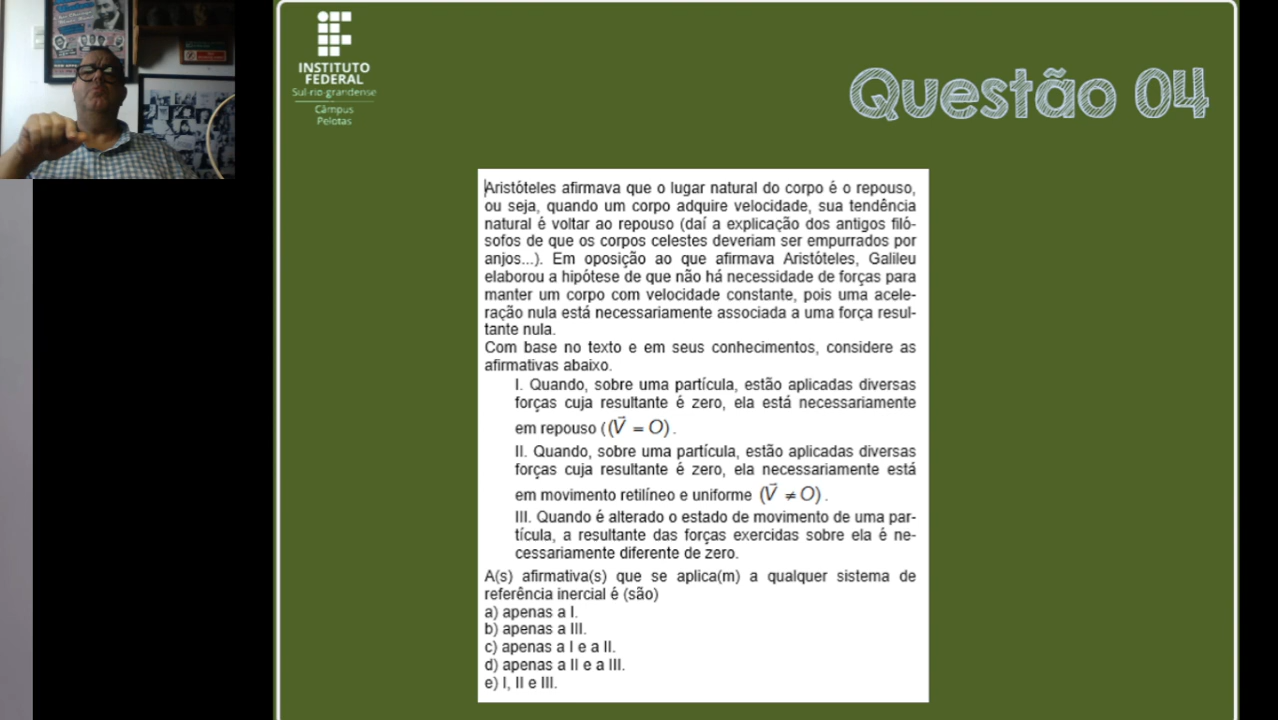 INSTITUTO
FEDERAL
Sul-rio-grandense
Câmpus
Pelotas
Questão 04
Aristóteles afirmava que o lugar natural do corpo é o repouso,
ou seja, quando um corpo adquire velocidade, sua tendência
natural é voltar ao repouso (daí a explicação dos antigos filó-
sofos de que os corpos celestes deveriam ser empurrados por
anjos...). Em oposição ao que afirmava Aristóteles, Galileu
elaborou a hipótese de que não há necessidade de forças para
manter um corpo com velocidade constante, pois uma acele-
ração nula está necessariamente associada a uma força resul-
tante nula.
Com base no texto e em seus conhecimentos, considere as
afirmativas abaixo.
I. Quando, sobre uma partícula, estão aplicadas diversas
forças cuja resultante é zero, ela está necessariamente
em repouso ((V⃗ = O).
II. Quando, sobre uma partícula, estão aplicadas diversas
forças cuja resultante é zero, ela necessariamente está
em movimento retilíneo e uniforme (V⃗ ≠ O).
III. Quando é alterado o estado de movimento de uma par-
tícula, a resultante das forças exercidas sobre ela é ne-
cessariamente diferente de zero.
A(s) afirmativa(s) que se aplica(m) a qualquer sistema de
referência inercial é (são)
a) apenas a I.
b) apenas a III.
c) apenas a I e a II.
d) apenas a II e a III.
e) I, II e III.